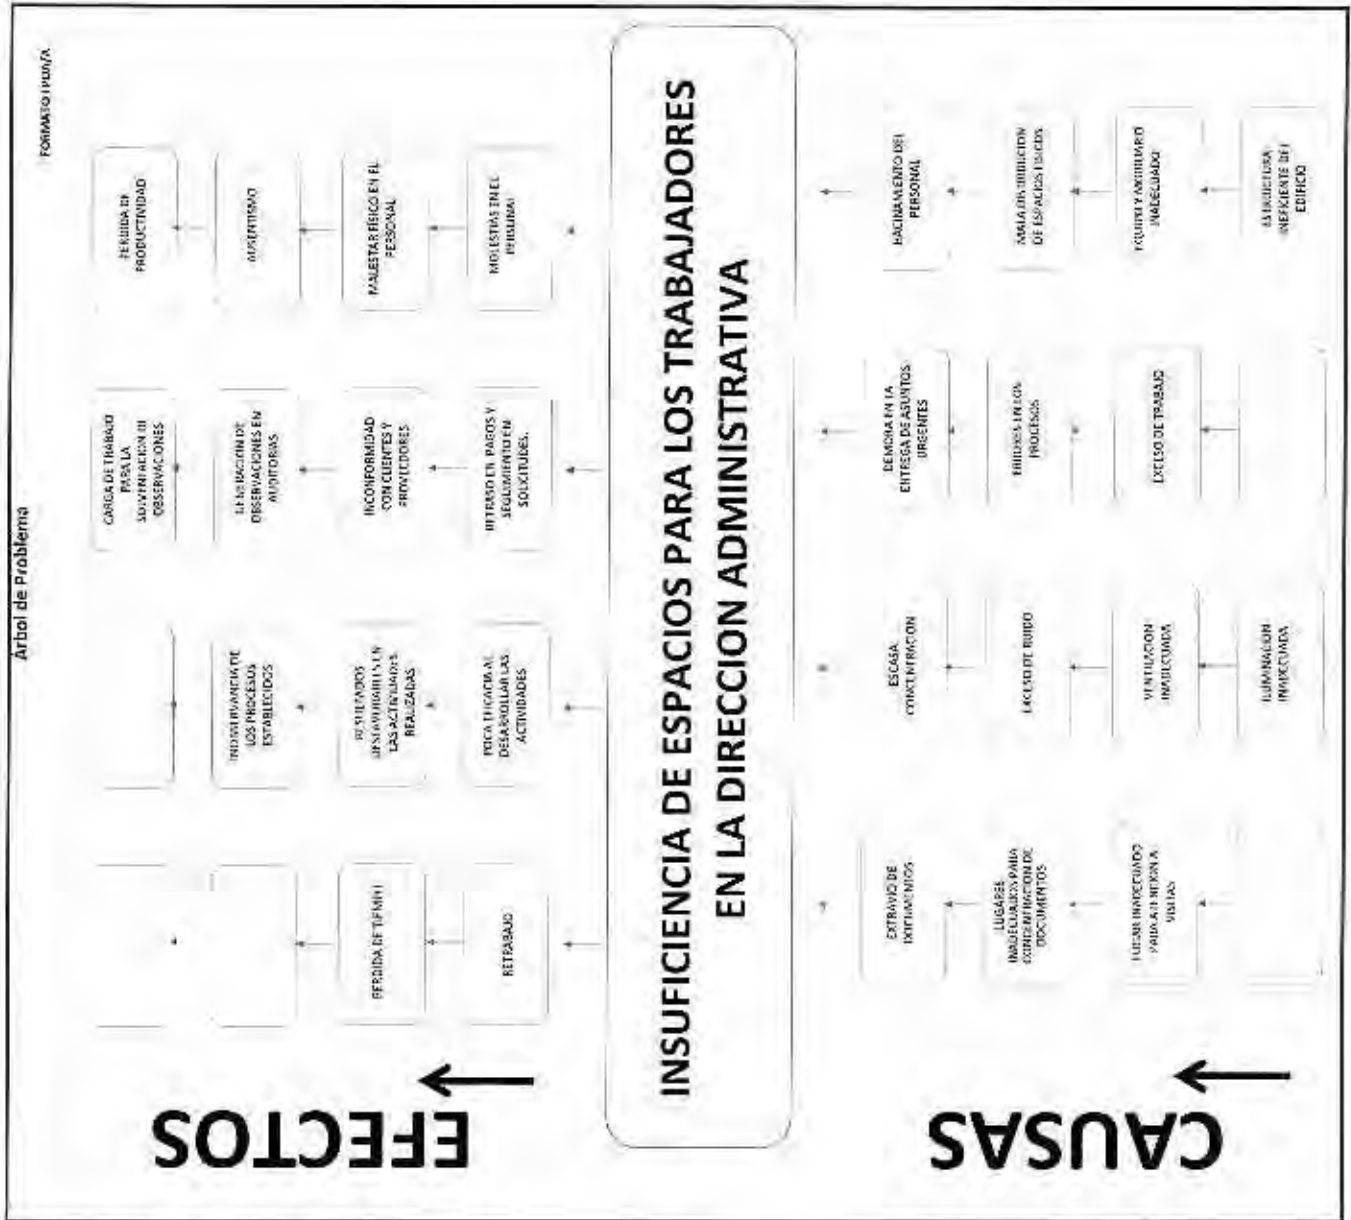 Arbol de Problema
EFECTOS
PERDIDA DE
PRODUCTIVIDAD
AUSENTISMO
MALESTAR FÍSICO EN EL
PERSONAL
MOLESTIAS EN EL
PERSONAL
CARGA DE TRABAJO
PARA LA
SOLVENTACION DE
OBSERVACIONES
GENERACION DE
OBSERVACIONES EN
AUDITORIAS
INCONFORMIDAD
CON CLIENTES Y
PROVEEDORES
RETRASO EN PAGOS Y
SEGUIMIENTO EN
SOLICITUDES.
INOBSERVANCIA DE
LOS PROCESOS
ESTABLECIDOS
RESULTADOS
DESFAVORABLES EN
LAS ACTIVIDADES
REALIZADAS
POCA EFICACIA AL
DESARROLLAR LAS
ACTIVIDADES
PERDIDA DE TIEMPO
RETRABAJO
INSUFICIENCIA DE ESPACIOS PARA LOS TRABAJADORES
EN LA DIRECCION ADMINISTRATIVA
CAUSAS
HACINAMIENTO DEL
PERSONAL
MALA DISTRIBUCION
DE ESPACIOS FISICOS
EQUIPO Y MOBILIARIO
INADECUADO
ESTRUCTURA
INEFICIENTE DEL
EDIFICIO
DEMORA EN LA
ENTREGA DE ASUNTOS
URGENTES
ERRORES EN LOS
PROCESOS
EXCESO DE TRABAJO
ESCASA
CONCENTRACION
EXCESO DE RUIDO
VENTILACION
INADECUADA
ILUMINACION
INADECUADA
EXTRAVIO DE
DOCUMENTOS
LUGARES
INADECUADOS PARA
CONCENTRACION DE
DOCUMENTOS
LUGAR INADECUADO
PARA LA ATENCION A
VISITAS